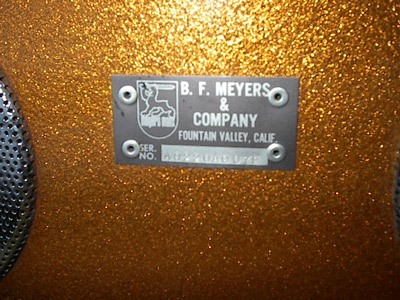 B. F. MEYERS
&
COMPANY
FOUNTAIN VALLEY, CALIF.
SER.
NO.